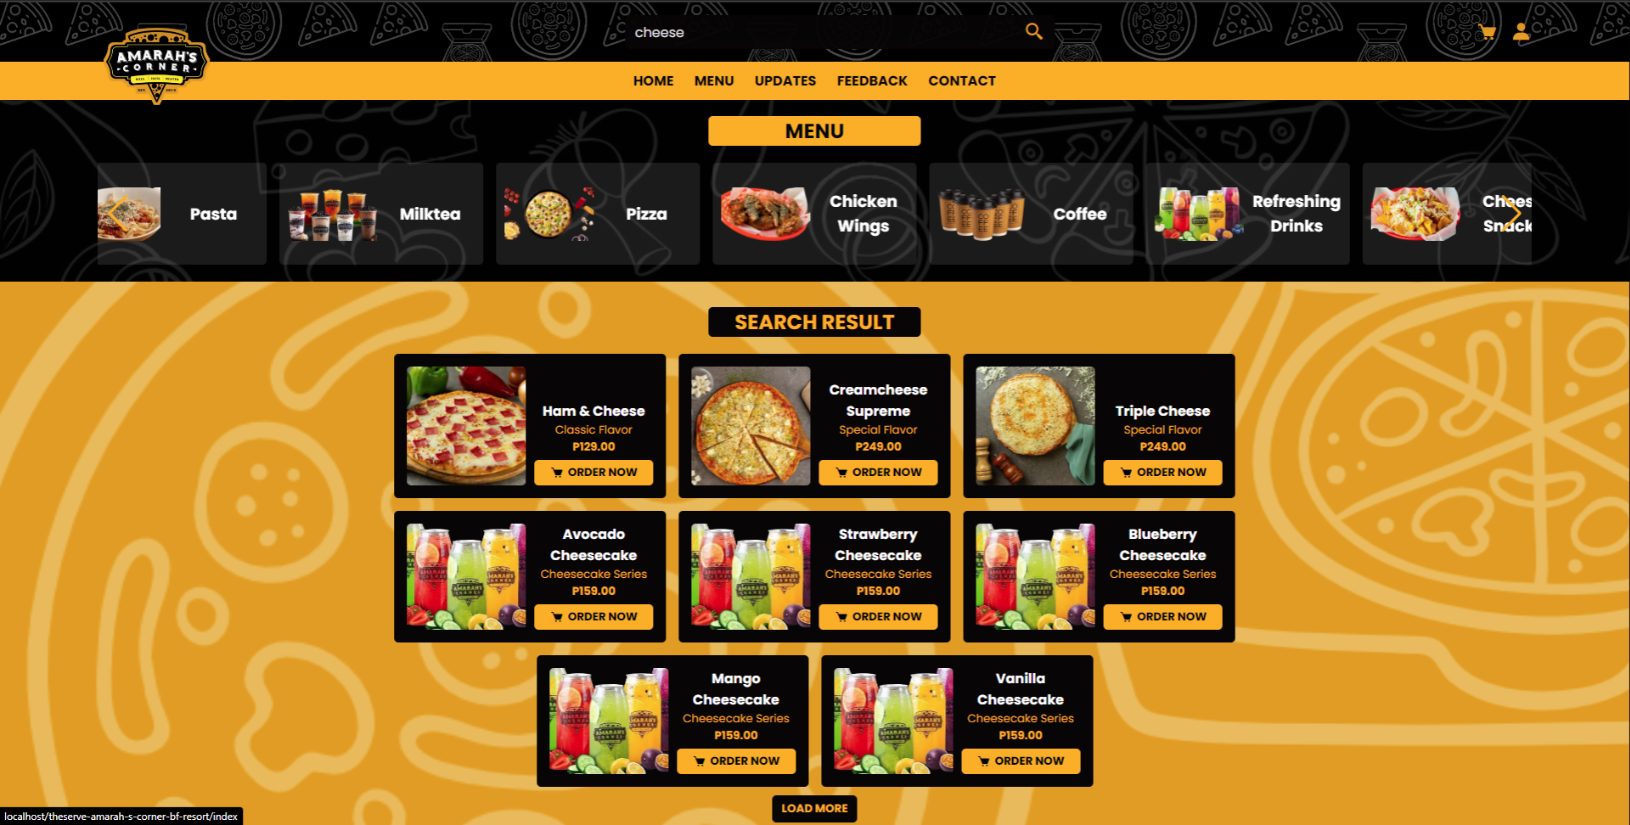 cheese
AMARAH'S
CORNER
HOME MENU UPDATES FEEDBACK CONTACT
MENU
Pasta
Milktea
Pizza
Chicken
Wings
Coffee
Refreshing
Drinks
Chees
Snack
SEARCH RESULT
Ham & Cheese
Classic Flavor
P129.00
ORDER NOW
Creamcheese
Supreme
Special Flavor
P249.00
ORDER NOW
Triple Cheese
Special Flavor
P249.00
ORDER NOW
Avocado
Cheesecake
Cheesecake Series
P159.00
ORDER NOW
Strawberry
Cheesecake
Cheesecake Series
P159.00
ORDER NOW
Blueberry
Cheesecake
Cheesecake Series
P159.00
ORDER NOW
Mango
Cheesecake
Cheesecake Series
P159.00
ORDER NOW
Vanilla
Cheesecake
Cheesecake Series
P159.00
ORDER NOW
LOAD MORE
localhost/theserve-amarah-s-corner-bf-resort/index